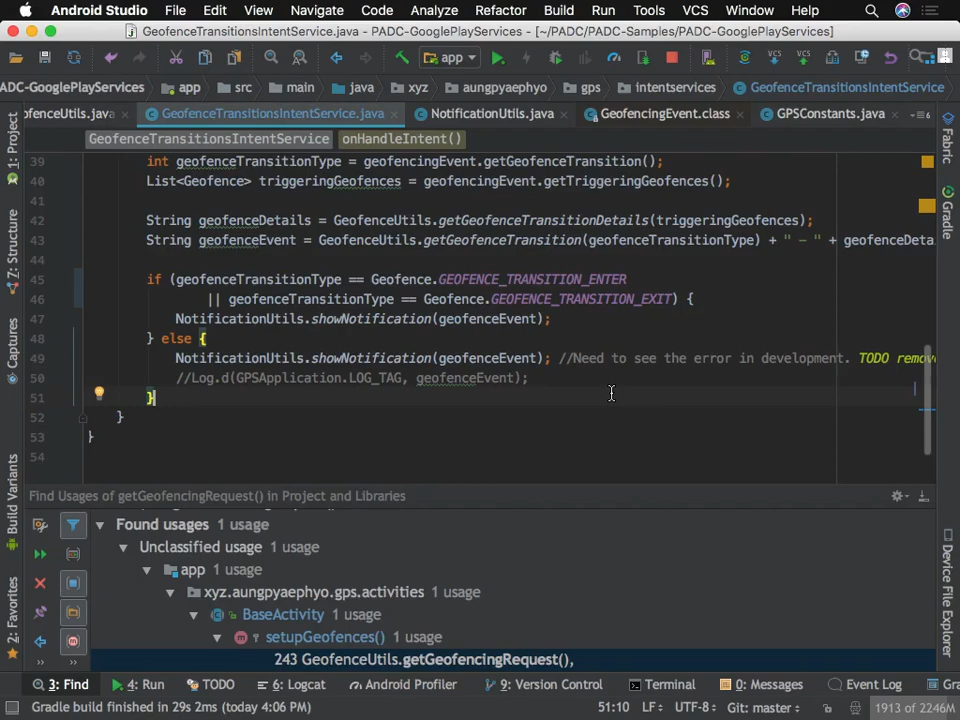 Android Studio File Edit View Navigate Code Analyze Refactor Build Run Tools VCS Window Help
GeofenceTransitionsIntentService.java - PADC-GooglePlayServices - [~/PADC/PADC-Samples/PADC-GooglePlayServices]
app VCS VCS
ADC-GooglePlayServices app src main java xyz aungpyaephyo gps intentservices GeofenceTransitionsIntentService
ofenceUtils.java GeofenceTransitionsIntentService.java NotificationUtils.java GeofencingEvent.class GPSConstants.java
GeofenceTransitionsIntentService onHandleIntent()
39 int geofenceTransitionType = geofencingEvent.getGeofenceTransition();
40 List<Geofence> triggeringGeofences = geofencingEvent.getTriggeringGeofences();
41
42 String geofenceDetails = GeofenceUtils.getGeofenceTransitionDetails(triggeringGeofences);
43 String geofenceEvent = GeofenceUtils.getGeofenceTransition(geofenceTransitionType) + " - " + geofenceDeta
44
45 if (geofenceTransitionType == Geofence.GEOFENCE_TRANSITION_ENTER
46 || geofenceTransitionType == Geofence.GEOFENCE_TRANSITION_EXIT) {
47 NotificationUtils.showNotification(geofenceEvent);
48 } else {
49 NotificationUtils.showNotification(geofenceEvent); //Need to see the error in development. TODO remov
50 //Log.d(GPSApplication.LOG_TAG, geofenceEvent);
51 }
52 }
53 }
54
Find Usages of getGeofencingRequest() in Project and Libraries
Found usages 1 usage
Unclassified usage 1 usage
app 1 usage
xyz.aungpyaephyo.gps.activities 1 usage
BaseActivity 1 usage
setupGeofences() 1 usage
243 GeofenceUtils.getGeofencingRequest(),
1: Project
7: Structure
Captures
Build Variants
2: Favorites
Fabric
Gradle
Device File Explorer
3: Find 4: Run TODO 6: Logcat Android Profiler 9: Version Control Terminal 0: Messages Event Log Gra
Gradle build finished in 29s 2ms (today 4:06 PM) 51:10 LF UTF-8 Git: master 1913 of 2246M